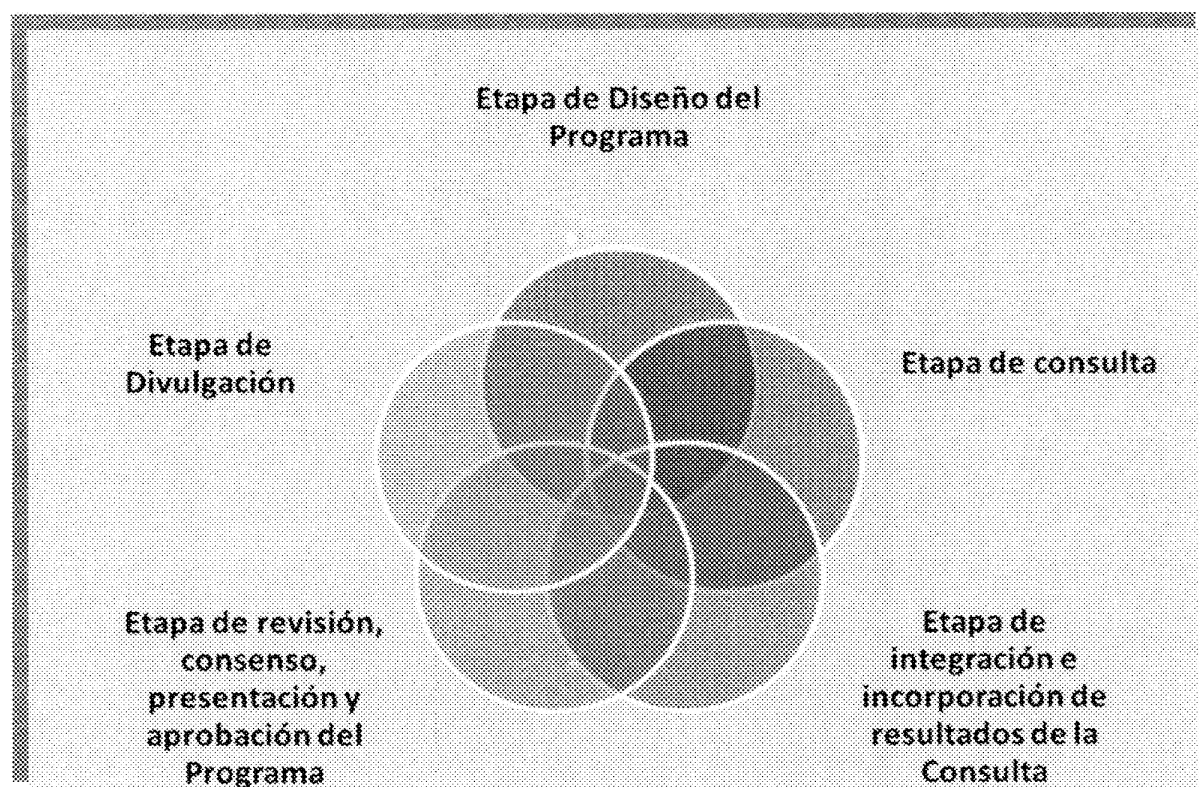 Etapa de Diseño del
Programa
Etapa de consulta
Etapa de
integración e
incorporación de
resultados de la
Consulta
Etapa de revisión,
consenso,
presentación y
aprobación del
Programa
Etapa de
Divulgación